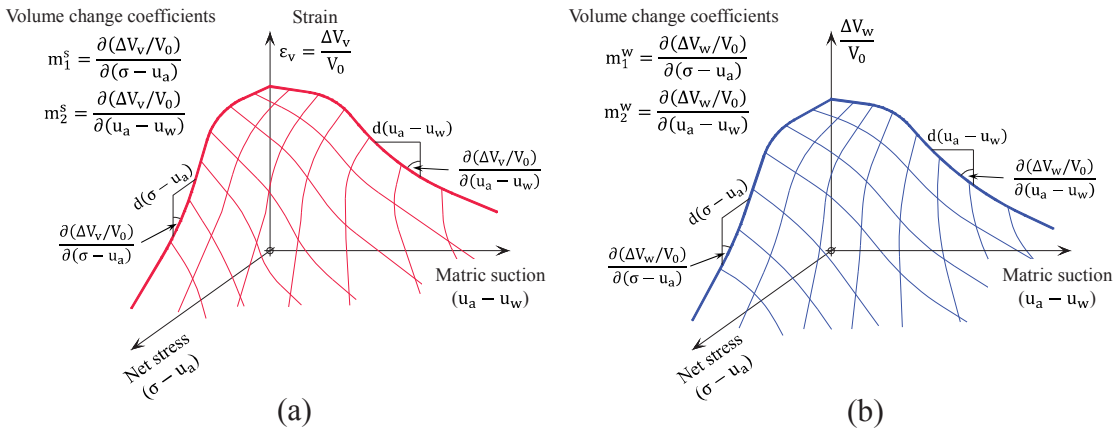 Volume change coefficients
m₁ˢ = ∂(ΔVᵥ/V₀)/∂(σ − uₐ)
m₂ˢ = ∂(ΔVᵥ/V₀)/∂(uₐ − u_w)
Strain
εᵥ = ΔVᵥ/V₀
d(uₐ − u_w)
∂(ΔVᵥ/V₀)/∂(uₐ − u_w)
d(σ − uₐ)
∂(ΔVᵥ/V₀)/∂(σ − uₐ)
Matric suction
(uₐ − u_w)
Net stress
(σ − uₐ)
(a)
Volume change coefficients
m₁ʷ = ∂(ΔV_w/V₀)/∂(σ − uₐ)
m₂ʷ = ∂(ΔV_w/V₀)/∂(uₐ − u_w)
ΔV_w/V₀
d(uₐ − u_w)
∂(ΔV_w/V₀)/∂(uₐ − u_w)
d(σ − uₐ)
∂(ΔV_w/V₀)/∂(σ − uₐ)
Matric suction
(uₐ − u_w)
Net stress
(σ − uₐ)
(b)